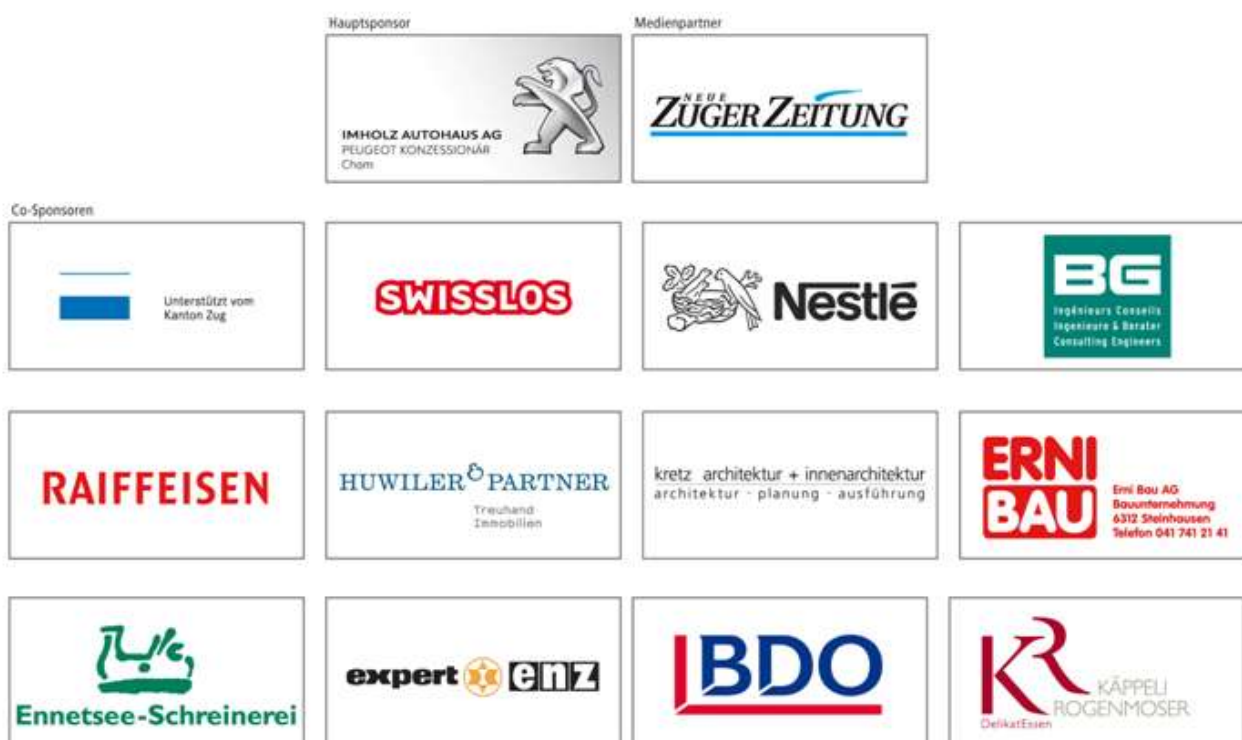 Hauptsponsor
Medienpartner
IMHOLZ AUTOHAUS AG
PEUGEOT KONZESSIONÄR
Cham
NEUE
ZUGER ZEITUNG
Co-Sponsoren
Unterstützt vom
Kanton Zug
SWISSLOS
Nestlé
BG
Ingénieurs Conseils
Ingenieure & Berater
Consulting Engineers
RAIFFEISEN
HUWILER & PARTNER
Treuhand
Immobilien
kretz architektur + innenarchitektur
architektur - planung - ausführung
ERNI
BAU
Erni Bau AG
Bauunternehmung
6312 Steinhausen
Telefon 041 741 21 41
Ennetsee-Schreinerei
expert enz
BDO
KR
KÄPPELI
ROGENMOSER
DelikatEssen